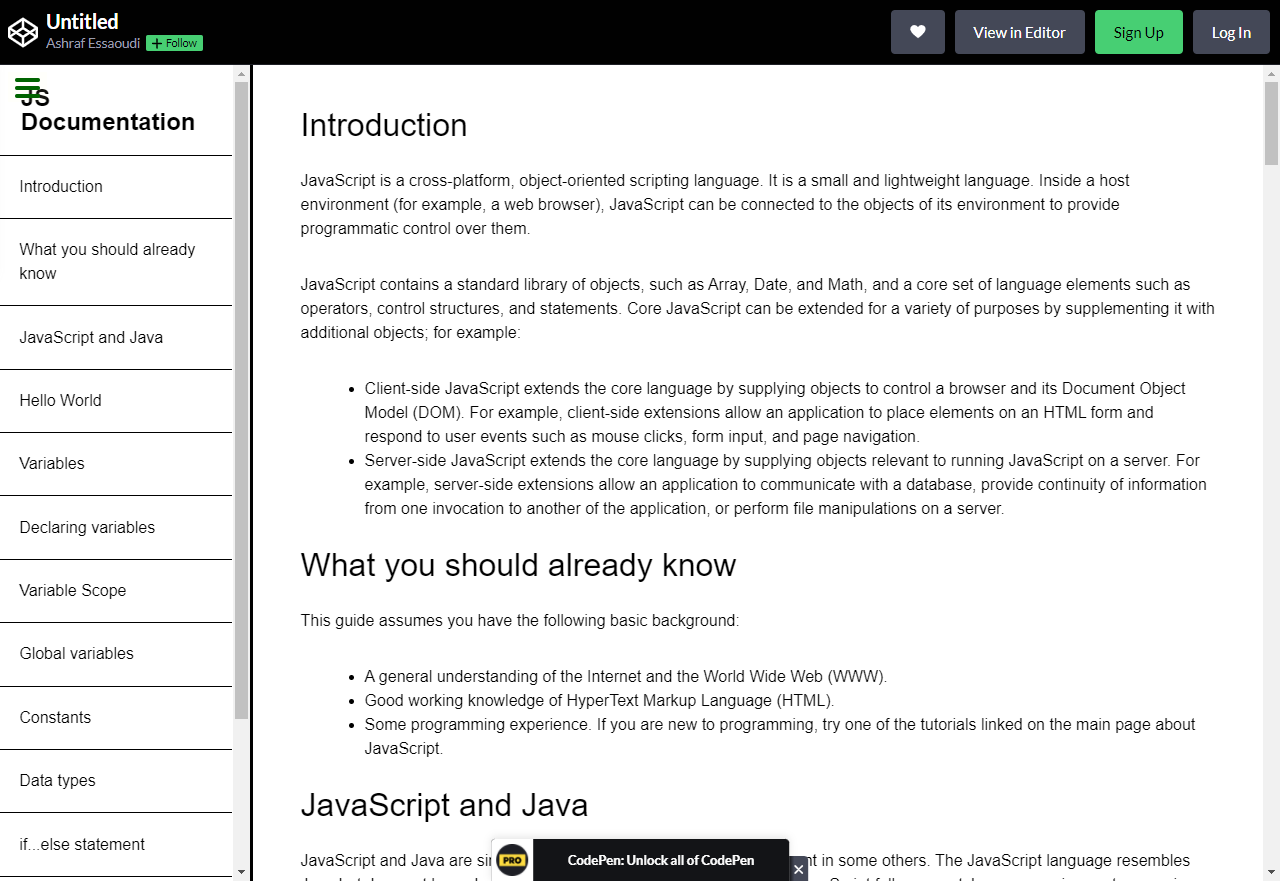 Untitled
Ashraf Essaoudi + Follow
View in Editor
Sign Up
Log In
JS
Documentation
Introduction
What you should already
know
JavaScript and Java
Hello World
Variables
Declaring variables
Variable Scope
Global variables
Constants
Data types
if...else statement
Introduction
JavaScript is a cross-platform, object-oriented scripting language. It is a small and lightweight language. Inside a host
environment (for example, a web browser), JavaScript can be connected to the objects of its environment to provide
programmatic control over them.
JavaScript contains a standard library of objects, such as Array, Date, and Math, and a core set of language elements such as
operators, control structures, and statements. Core JavaScript can be extended for a variety of purposes by supplementing it with
additional objects; for example:
• Client-side JavaScript extends the core language by supplying objects to control a browser and its Document Object
Model (DOM). For example, client-side extensions allow an application to place elements on an HTML form and
respond to user events such as mouse clicks, form input, and page navigation.
• Server-side JavaScript extends the core language by supplying objects relevant to running JavaScript on a server. For
example, server-side extensions allow an application to communicate with a database, provide continuity of information
from one invocation to another of the application, or perform file manipulations on a server.
What you should already know
This guide assumes you have the following basic background:
• A general understanding of the Internet and the World Wide Web (WWW).
• Good working knowledge of HyperText Markup Language (HTML).
• Some programming experience. If you are new to programming, try one of the tutorials linked on the main page about
JavaScript.
JavaScript and Java
JavaScript and Java are in some others. The JavaScript language resembles
PRO
CodePen: Unlock all of CodePen
×